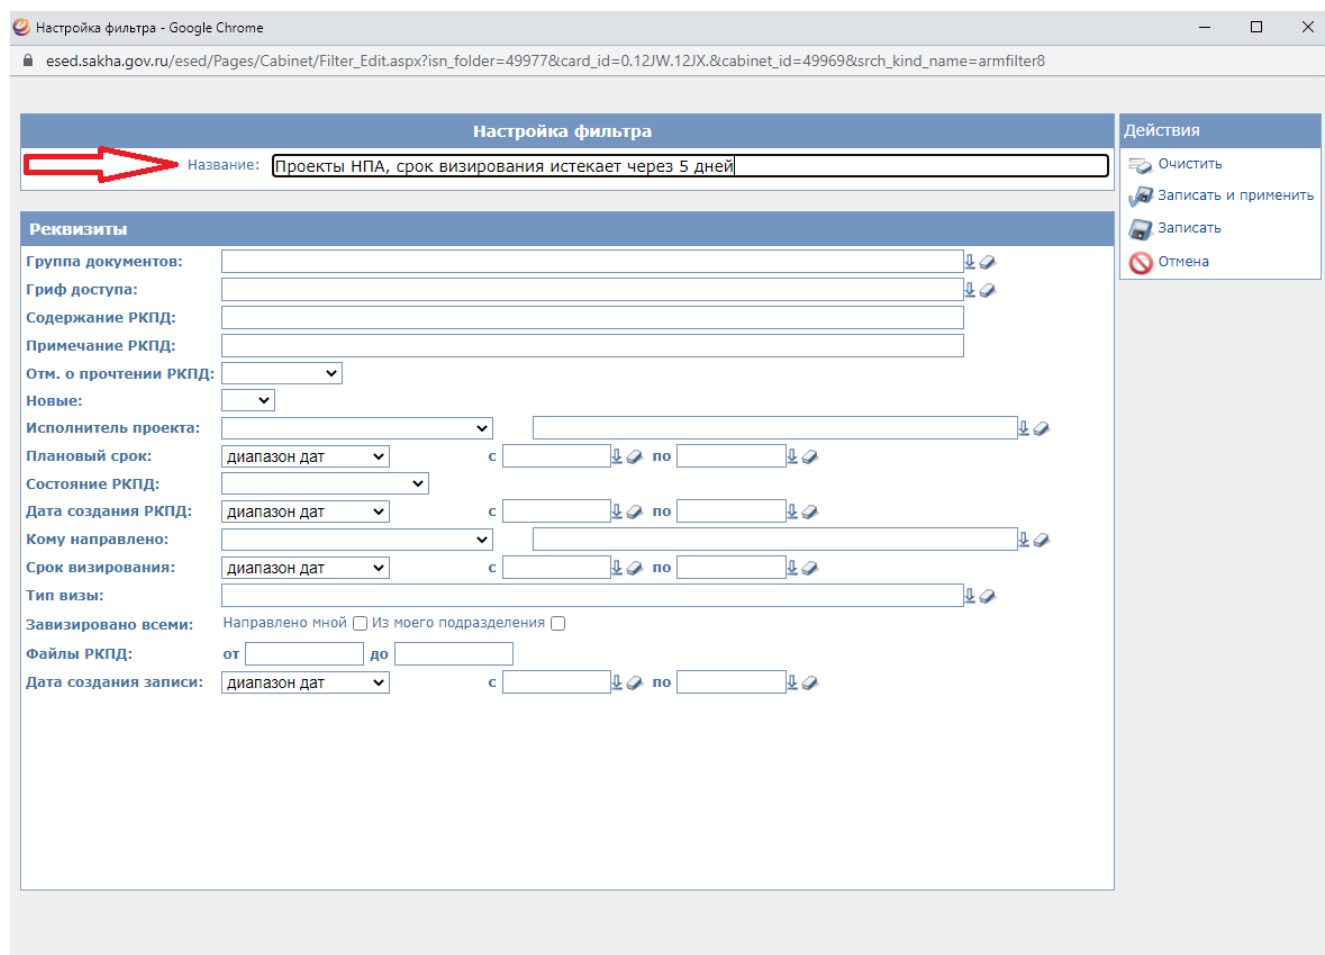 Настройка фильтра - Google Chrome
esed.sakha.gov.ru/esed/Pages/Cabinet/Filter_Edit.aspx?isn_folder=49977&card_id=0.12JW.12JX.&cabinet_id=49969&srch_kind_name=armfilter8
Настройка фильтра
Название: Проекты НПА, срок визирования истекает через 5 дней
Действия
Очистить
Записать и применить
Записать
Отмена
Реквизиты
Группа документов:
Гриф доступа:
Содержание РКПД:
Примечание РКПД:
Отм. о прочтении РКПД:
Новые:
Исполнитель проекта:
Плановый срок: диапазон дат с по
Состояние РКПД:
Дата создания РКПД: диапазон дат с по
Кому направлено:
Срок визирования: диапазон дат с по
Тип визы:
Завизировано всеми: Направлено мной Из моего подразделения
Файлы РКПД: от до
Дата создания записи: диапазон дат с по